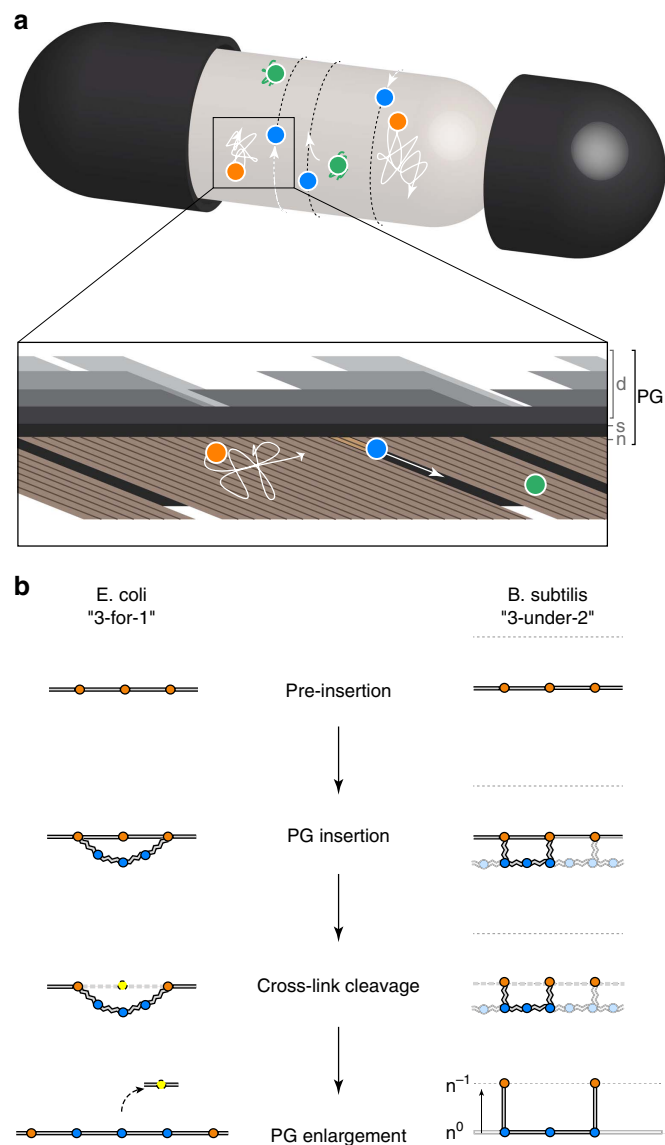 a
d
PG
s
n
b
E. coli
"3-for-1"
B. subtilis
"3-under-2"
Pre-insertion
PG insertion
Cross-link cleavage
n⁻¹
n⁰
PG enlargement